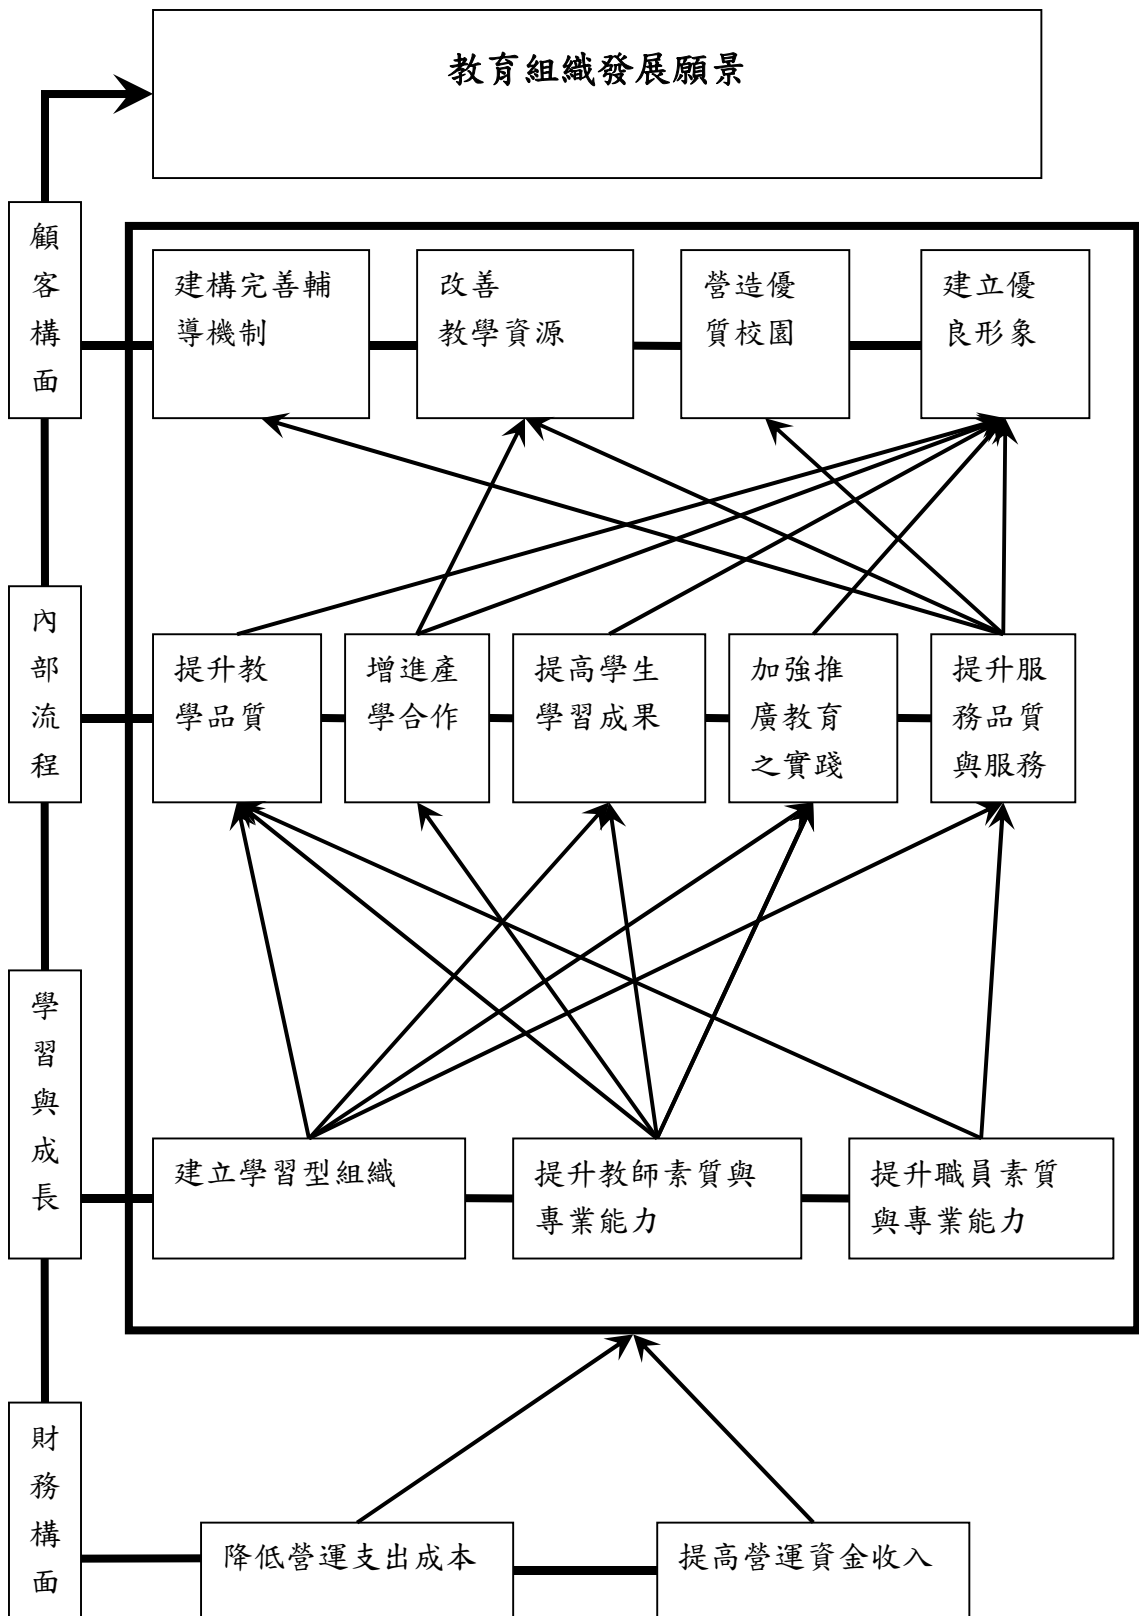 教育組織發展願景
顧客構面
建構完善輔
導機制
改善
教學資源
營造優
質校園
建立優
良形象
內部流程
提升教
學品質
增進產
學合作
提高學生
學習成果
加強推
廣教育
之實踐
提升服
務品質
與服務
學習與成長
建立學習型組織
提升教師素質與
專業能力
提升職員素質
與專業能力
財務構面
降低營運支出成本
提高營運資金收入